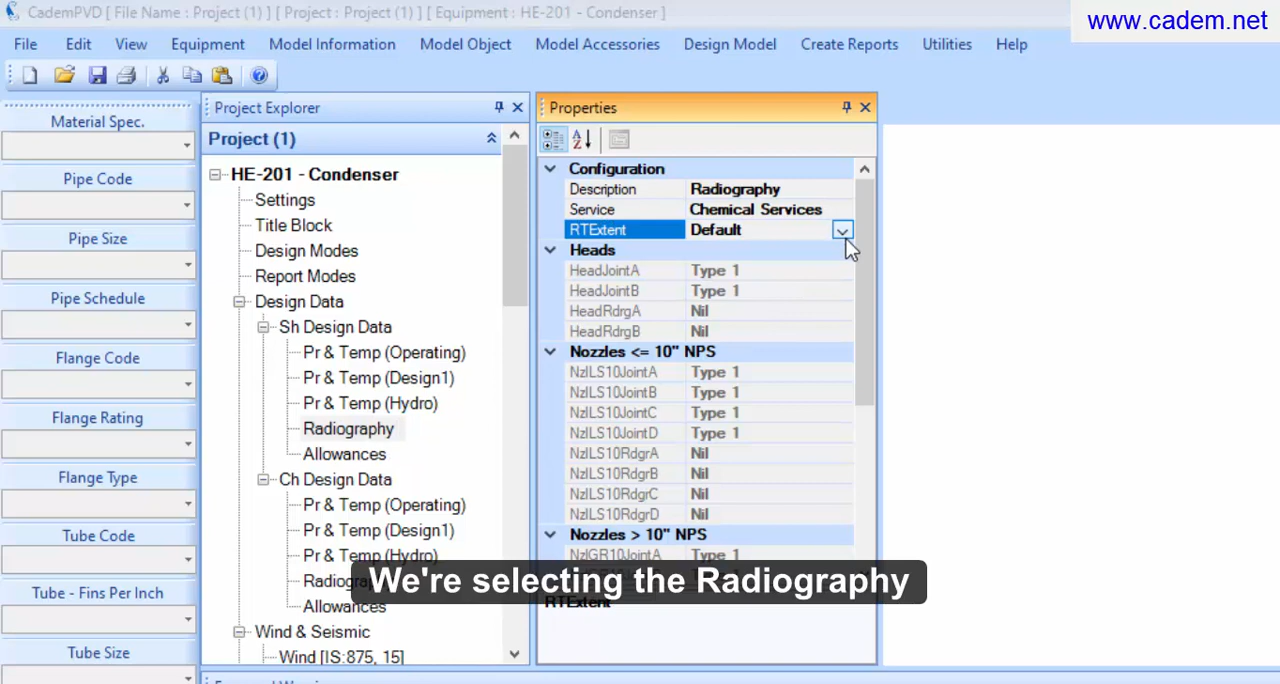 CademPVD [ File Name : Project (1) ] [ Project : Project (1) ] [ Equipment : HE-201 - Condenser ]
www.cadem.net
File Edit View Equipment Model Information Model Object Model Accessories Design Model Create Reports Utilities Help
Material Spec.
Pipe Code
Pipe Size
Pipe Schedule
Flange Code
Flange Rating
Flange Type
Tube Code
Tube - Fins Per Inch
Tube Size
Project Explorer
Project (1)
HE-201 - Condenser
Settings
Title Block
Design Modes
Report Modes
Design Data
Sh Design Data
Pr & Temp (Operating)
Pr & Temp (Design1)
Pr & Temp (Hydro)
Radiography
Allowances
Ch Design Data
Pr & Temp (Operating)
Pr & Temp (Design1)
Pr & Temp (Hydro)
Allowances
Wind & Seismic
Wind [IS:875, 15]
Properties
Configuration
Description Radiography
Service Chemical Services
RTExtent Default
Heads
HeadJointA Type 1
HeadJointB Type 1
HeadRdrgA Nil
HeadRdrgB Nil
Nozzles <= 10" NPS
NzlLS10JointA Type 1
NzlLS10JointB Type 1
NzlLS10JointC Type 1
NzlLS10JointD Type 1
NzlLS10RdgrA Nil
NzlLS10RdgrB Nil
NzlLS10RdgrC Nil
NzlLS10RdgrD Nil
Nozzles > 10" NPS
NzlGR10JointA Type 1
RTExtent
We're selecting the Radiography